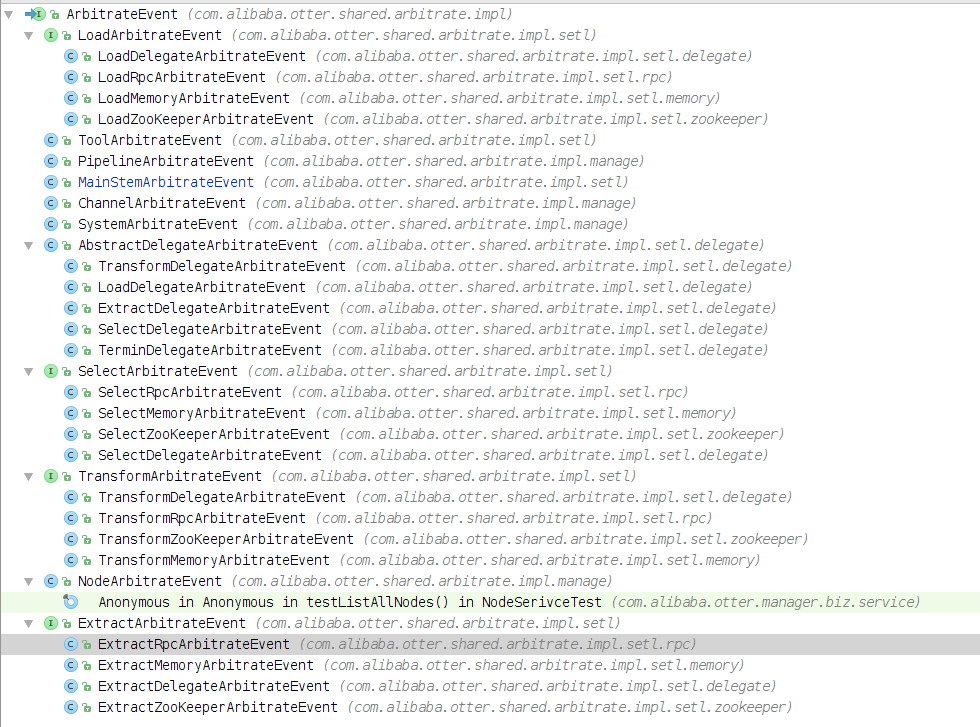 ArbitrateEvent (com.alibaba.otter.shared.arbitrate.impl)
LoadArbitrateEvent (com.alibaba.otter.shared.arbitrate.impl.setl)
LoadDelegateArbitrateEvent (com.alibaba.otter.shared.arbitrate.impl.setl.delegate)
LoadRpcArbitrateEvent (com.alibaba.otter.shared.arbitrate.impl.setl.rpc)
LoadMemoryArbitrateEvent (com.alibaba.otter.shared.arbitrate.impl.setl.memory)
LoadZooKeeperArbitrateEvent (com.alibaba.otter.shared.arbitrate.impl.setl.zookeeper)
ToolArbitrateEvent (com.alibaba.otter.shared.arbitrate.impl.setl)
PipelineArbitrateEvent (com.alibaba.otter.shared.arbitrate.impl.manage)
MainStemArbitrateEvent (com.alibaba.otter.shared.arbitrate.impl.setl)
ChannelArbitrateEvent (com.alibaba.otter.shared.arbitrate.impl.manage)
SystemArbitrateEvent (com.alibaba.otter.shared.arbitrate.impl.manage)
AbstractDelegateArbitrateEvent (com.alibaba.otter.shared.arbitrate.impl.setl.delegate)
TransformDelegateArbitrateEvent (com.alibaba.otter.shared.arbitrate.impl.setl.delegate)
LoadDelegateArbitrateEvent (com.alibaba.otter.shared.arbitrate.impl.setl.delegate)
ExtractDelegateArbitrateEvent (com.alibaba.otter.shared.arbitrate.impl.setl.delegate)
SelectDelegateArbitrateEvent (com.alibaba.otter.shared.arbitrate.impl.setl.delegate)
TerminDelegateArbitrateEvent (com.alibaba.otter.shared.arbitrate.impl.setl.delegate)
SelectArbitrateEvent (com.alibaba.otter.shared.arbitrate.impl.setl)
SelectRpcArbitrateEvent (com.alibaba.otter.shared.arbitrate.impl.setl.rpc)
SelectMemoryArbitrateEvent (com.alibaba.otter.shared.arbitrate.impl.setl.memory)
SelectZooKeeperArbitrateEvent (com.alibaba.otter.shared.arbitrate.impl.setl.zookeeper)
SelectDelegateArbitrateEvent (com.alibaba.otter.shared.arbitrate.impl.setl.delegate)
TransformArbitrateEvent (com.alibaba.otter.shared.arbitrate.impl.setl)
TransformDelegateArbitrateEvent (com.alibaba.otter.shared.arbitrate.impl.setl.delegate)
TransformRpcArbitrateEvent (com.alibaba.otter.shared.arbitrate.impl.setl.rpc)
TransformZooKeeperArbitrateEvent (com.alibaba.otter.shared.arbitrate.impl.setl.zookeeper)
TransformMemoryArbitrateEvent (com.alibaba.otter.shared.arbitrate.impl.setl.memory)
NodeArbitrateEvent (com.alibaba.otter.shared.arbitrate.impl.manage)
Anonymous in Anonymous in testListAllNodes() in NodeSerivceTest (com.alibaba.otter.manager.biz.service)
ExtractArbitrateEvent (com.alibaba.otter.shared.arbitrate.impl.setl)
ExtractRpcArbitrateEvent (com.alibaba.otter.shared.arbitrate.impl.setl.rpc)
ExtractMemoryArbitrateEvent (com.alibaba.otter.shared.arbitrate.impl.setl.memory)
ExtractDelegateArbitrateEvent (com.alibaba.otter.shared.arbitrate.impl.setl.delegate)
ExtractZooKeeperArbitrateEvent (com.alibaba.otter.shared.arbitrate.impl.setl.zookeeper)